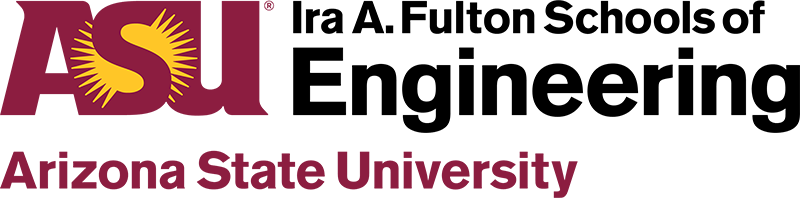 ASU®
Ira A. Fulton Schools of
Engineering
Arizona State University